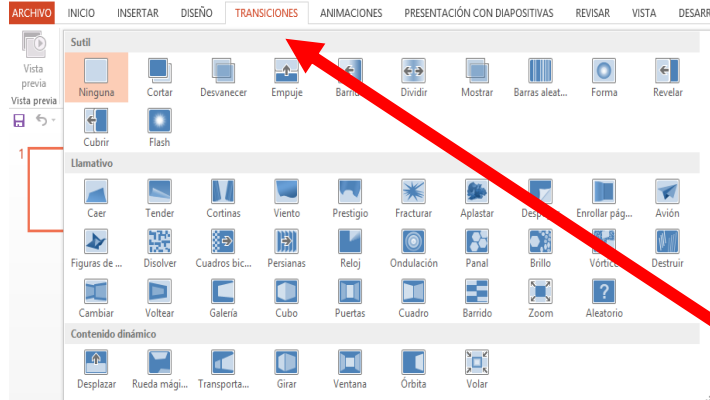 ARCHIVO INICIO INSERTAR DISEÑO TRANSICIONES ANIMACIONES PRESENTACIÓN CON DIAPOSITIVAS REVISAR VISTA DESARR
Vista
previa
Vista previa
1
Sutil
Ninguna Cortar Desvanecer Empuje Barrido Dividir Mostrar Barras aleat... Forma Revelar
Cubrir Flash
Llamativo
Caer Tender Cortinas Viento Prestigio Fracturar Aplastar Enrollar pág... Avión
Figuras de ... Disolver Cuadros bic... Persianas Reloj Ondulación Panal Brillo Vórtice Destruir
Cambiar Voltear Galería Cubo Puertas Cuadro Barrido Zoom Aleatorio
Contenido dinámico
Desplazar Rueda mági... Transporta... Girar Ventana Órbita Volar